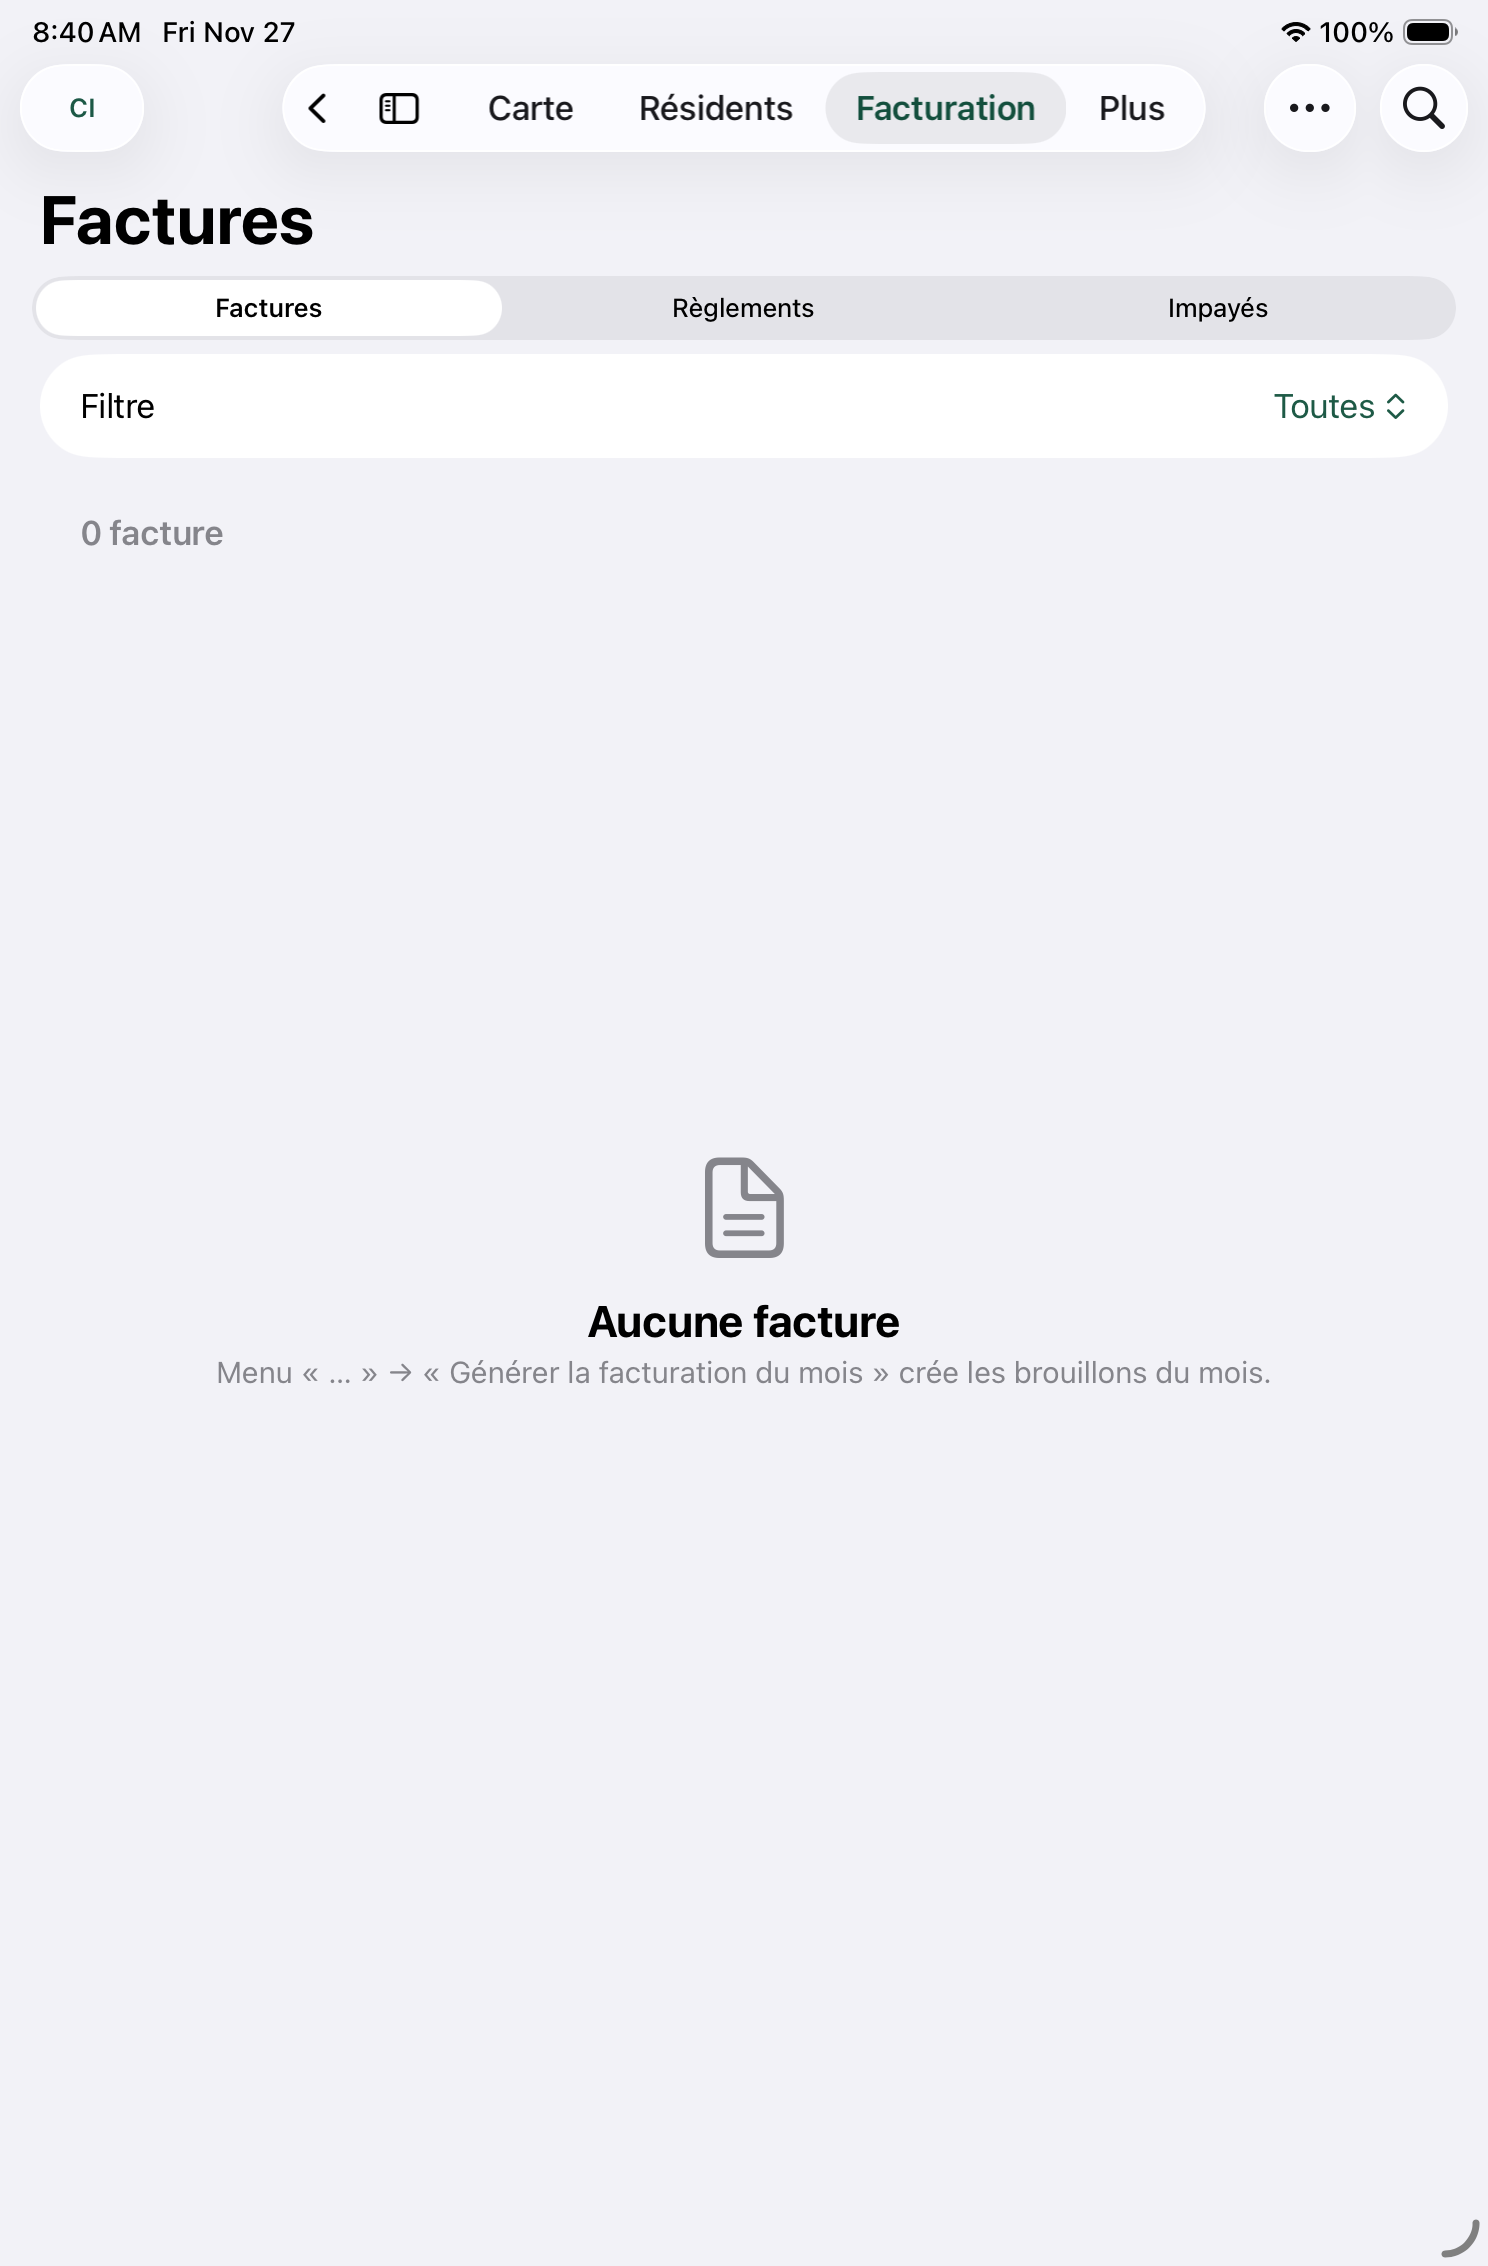 8:40 AM Fri Nov 27
100%
CI
Carte Résidents Facturation Plus
Factures
Factures Règlements Impayés
Filtre Toutes
0 facture
Aucune facture
Menu « ... » → « Générer la facturation du mois » crée les brouillons du mois.